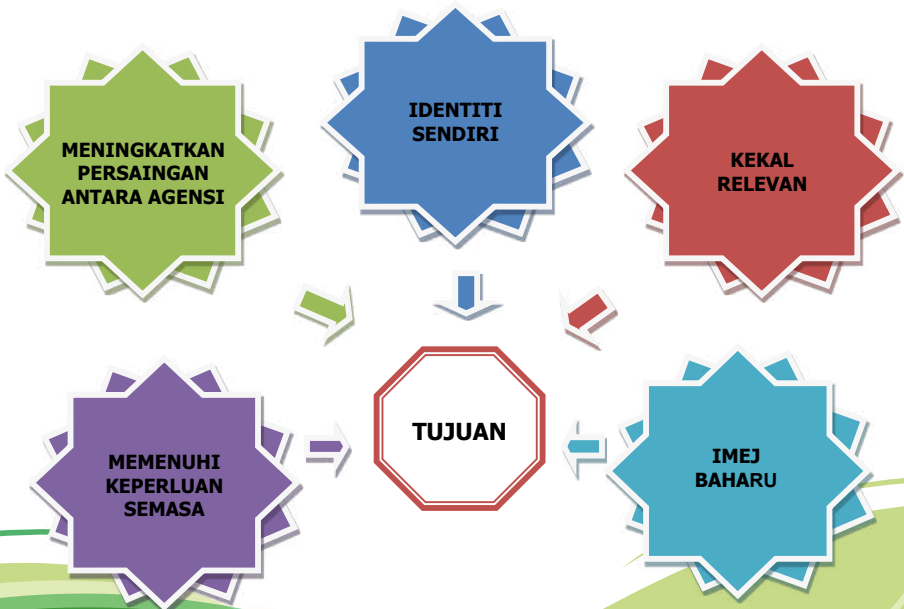 IDENTITI
SENDIRI
MENINGKATKAN
PERSAINGAN
ANTARA AGENSI
KEKAL
RELEVAN
TUJUAN
MEMENUHI
KEPERLUAN
SEMASA
IMEJ
BAHARU